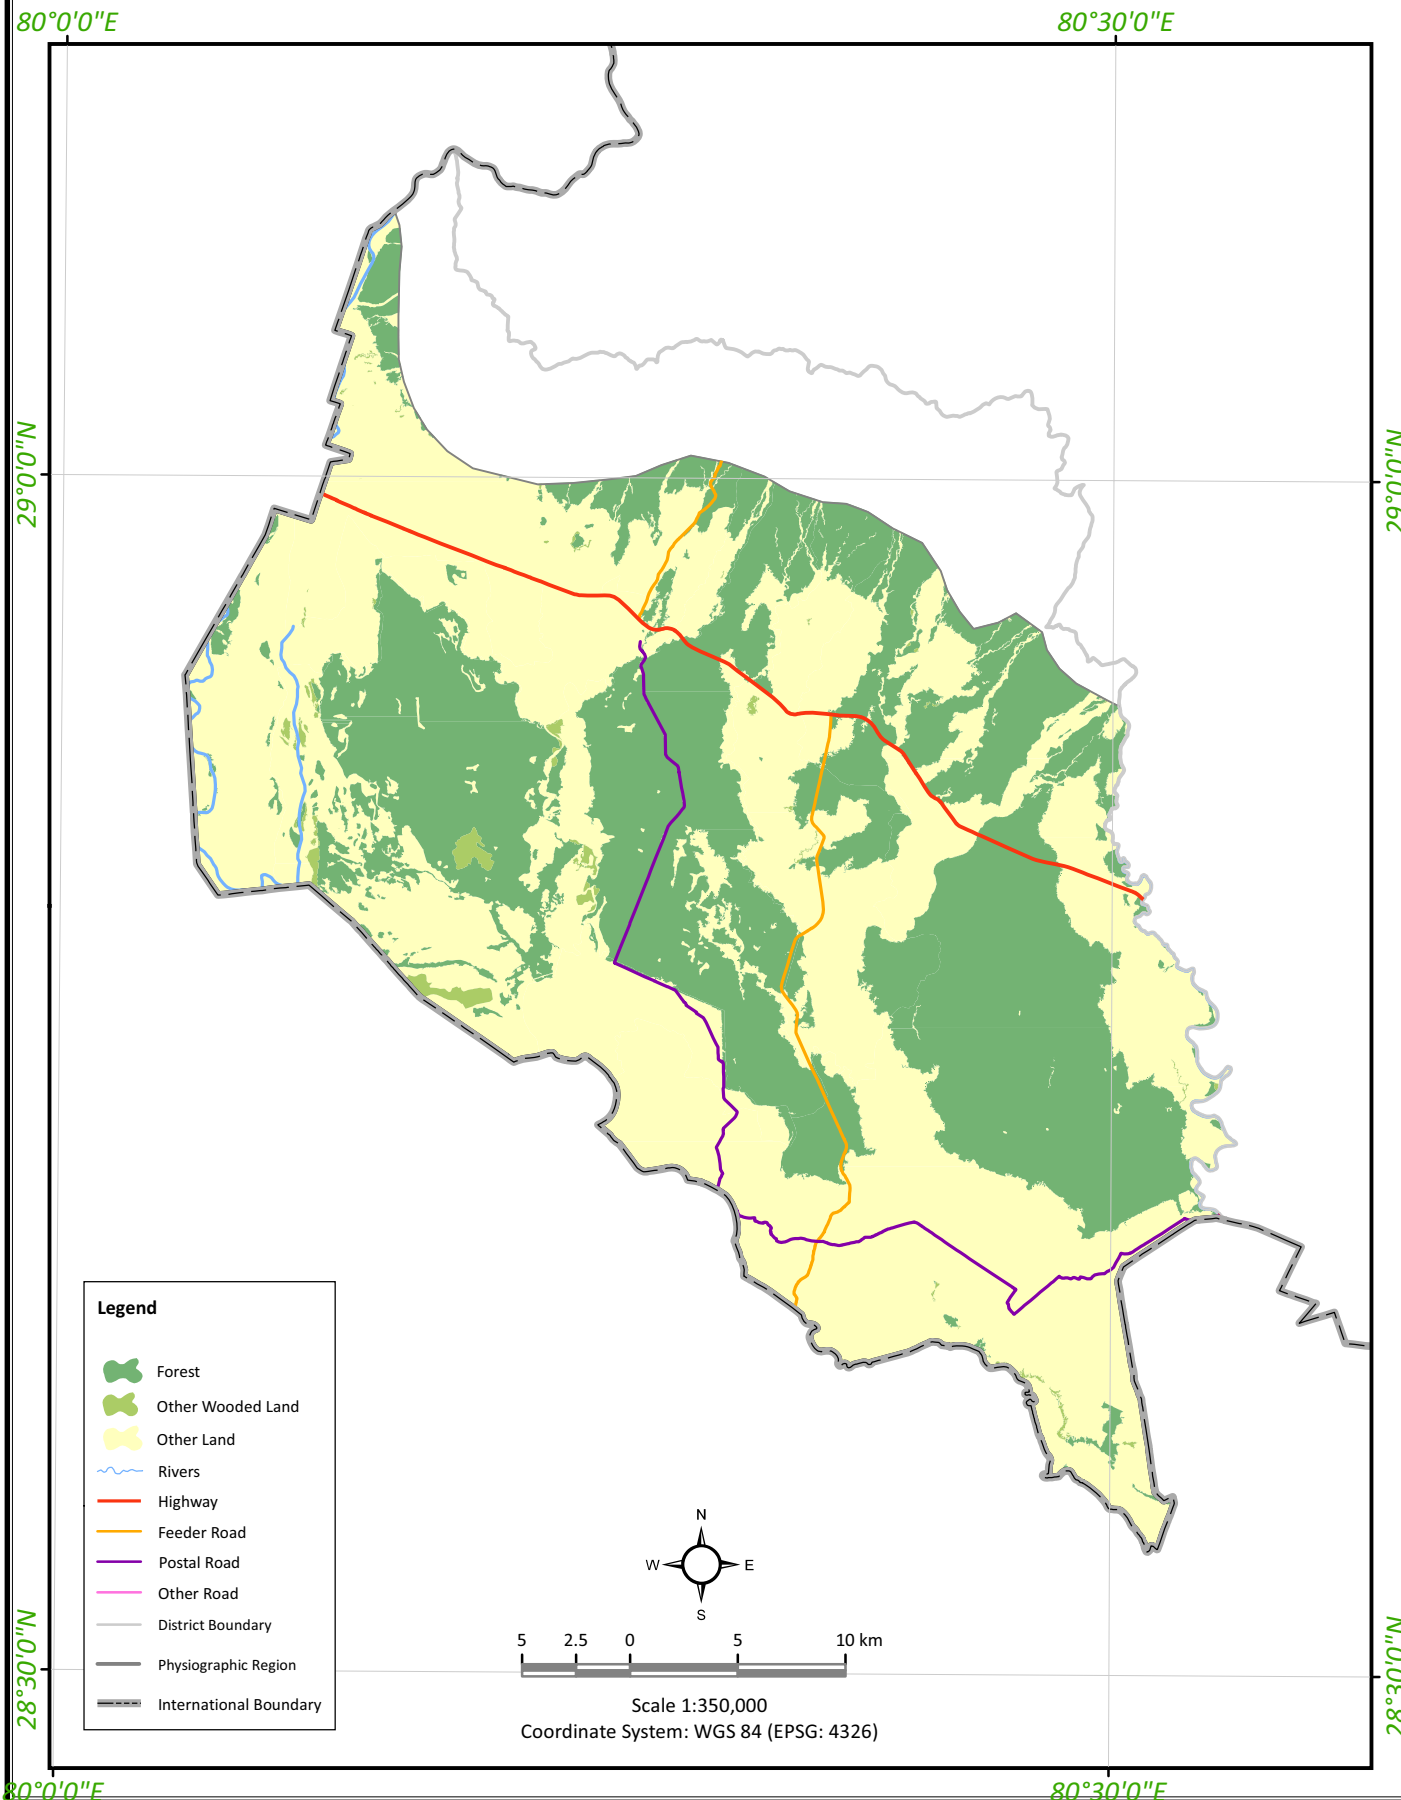 80°0'0"E
80°30'0"E
29°0'0"N
29°0'0"N
Legend
Forest
Other Wooded Land
Other Land
Rivers
Highway
Feeder Road
Postal Road
Other Road
District Boundary
Physiographic Region
International Boundary
N
W
E
S
5 2.5 0 5 10 km
Scale 1:350,000
Coordinate System: WGS 84 (EPSG: 4326)
28°30'0"N
28°30'0"N
80°0'0"E
80°30'0"E